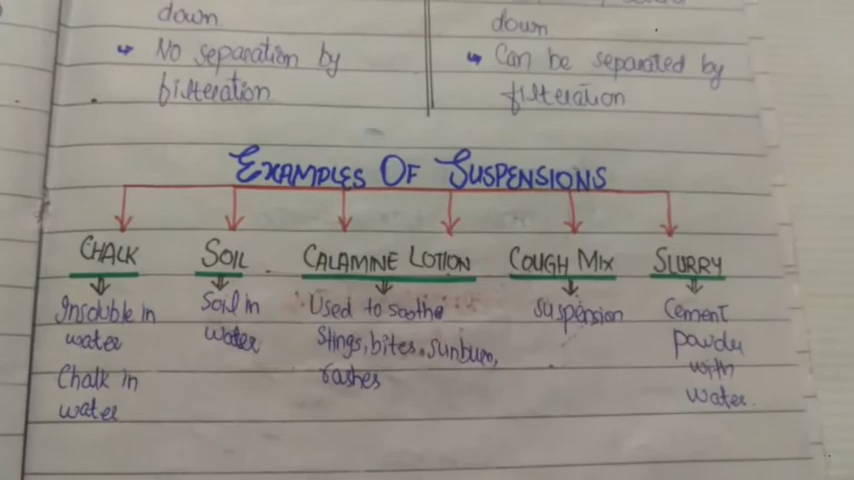 down
down
No separation by
filteration
Can be separated by
filteration
EXAMPLES OF SUSPENSIONS
CHALK
Insoluble in
water
Chalk in
water
SOIL
Soil in
water
CALAMINE LOTION
Used to soothe
Stings, bites, sunburn,
rashes
COUGH MIX
suspension
SLURRY
Cement
powder
with
water.